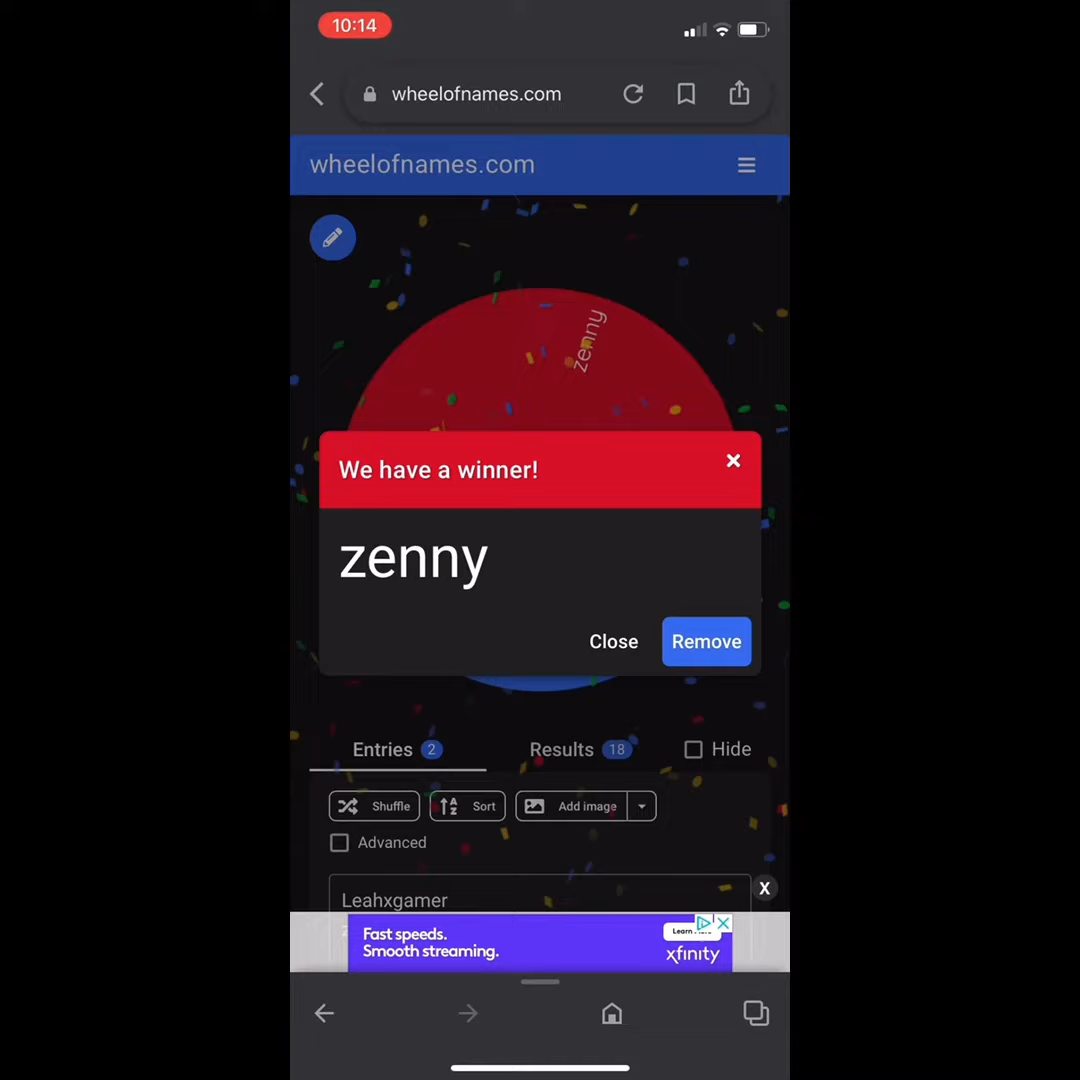 10:14
wheelofnames.com
wheelofnames.com
zenny
We have a winner!
zenny
Close Remove
Entries 2 Results 18 Hide
Shuffle Sort Add image
Advanced
Leahxgamer
X
Fast speeds.
Smooth streaming.
Learn
xfinity